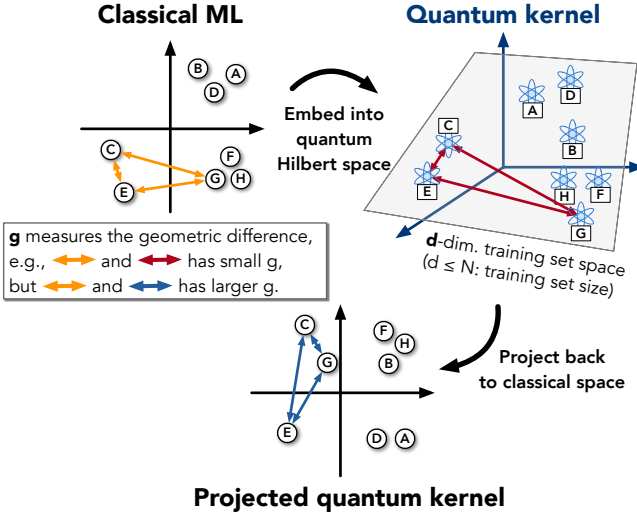 Classical ML
Quantum kernel
B
A
D
C
E
F
G
H
Embed into
quantum
Hilbert space
D
A
C
B
E
H
F
G
d-dim. training set space
(d ≤ N: training set size)
g measures the geometric difference,
e.g., and has small g,
but and has larger g.
C
G
E
F
H
B
D
A
Project back
to classical space
Projected quantum kernel